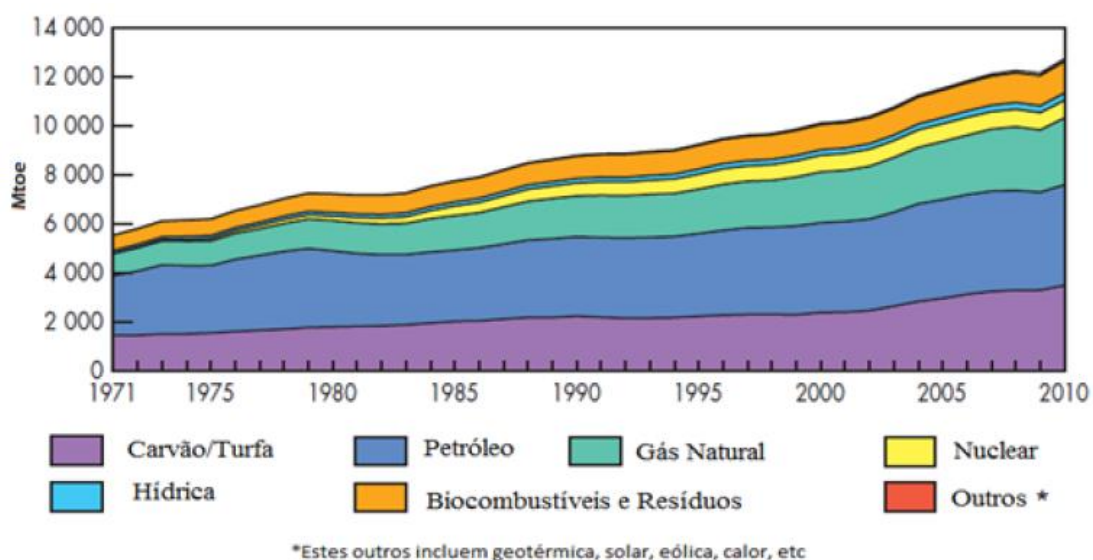 14 000
12 000
10 000
8 000
6 000
4 000
2 000
0
Mtoe
1971 1975 1980 1985 1990 1995 2000 2005 2010
Carvão/Turfa Petróleo Gás Natural Nuclear
Hídrica Biocombustíveis e Resíduos Outros *
*Estes outros incluem geotérmica, solar, eólica, calor, etc